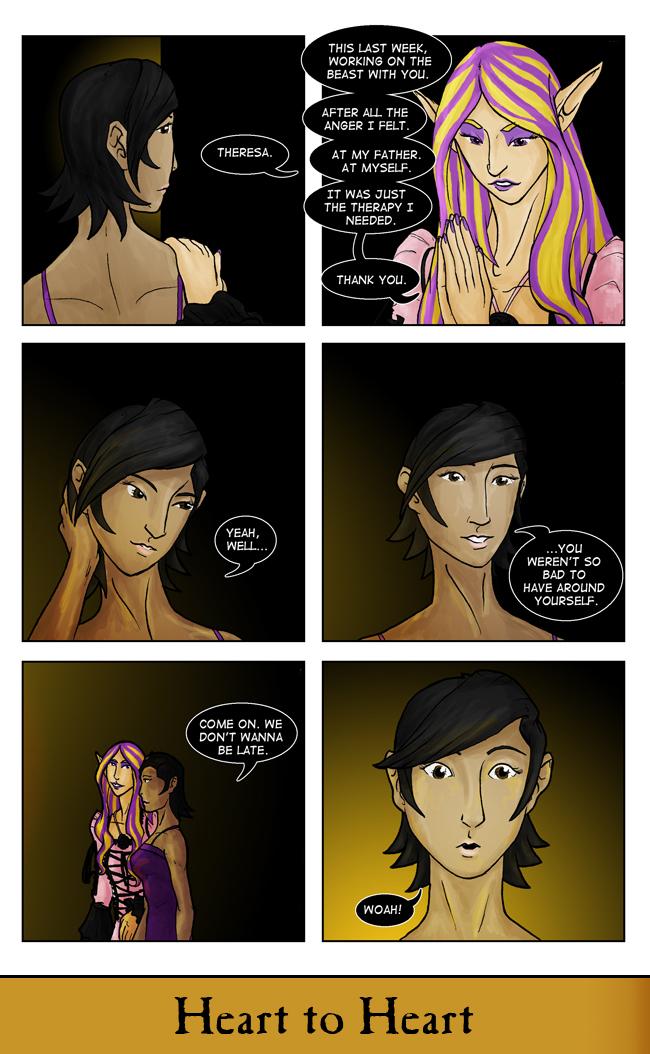 THERESA.
THIS LAST WEEK,
WORKING ON THE
BEAST WITH YOU.
AFTER ALL THE
ANGER I FELT.
AT MY FATHER.
AT MYSELF.
IT WAS JUST
THE THERAPY I
NEEDED.
THANK YOU.
YEAH,
WELL...
...YOU
WEREN'T SO
BAD TO
HAVE AROUND
YOURSELF.
COME ON. WE
DON'T WANNA
BE LATE.
WOAH!
Heart to Heart